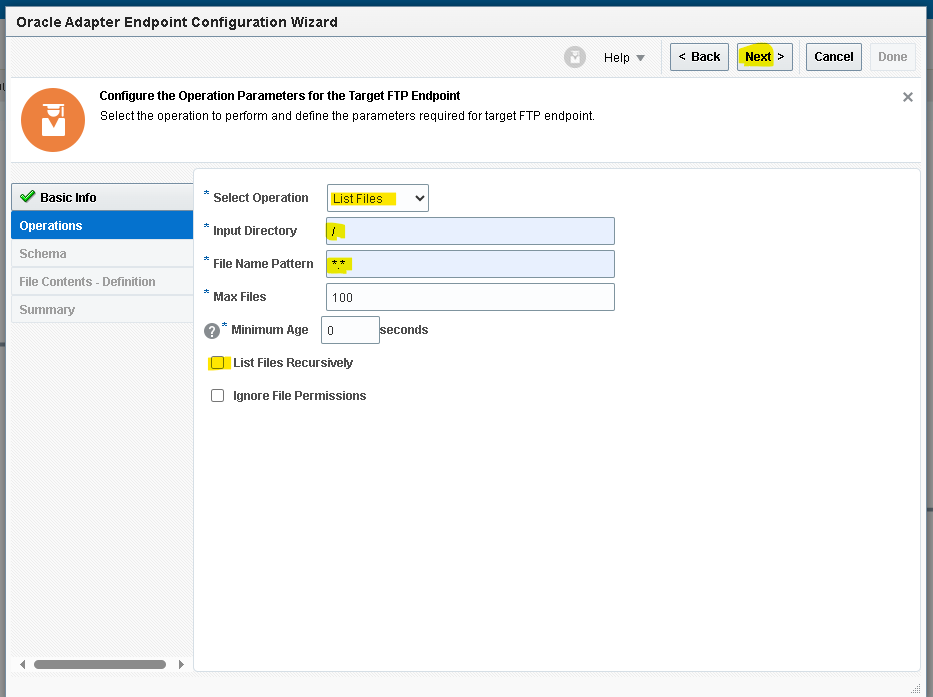 Oracle Adapter Endpoint Configuration Wizard
Help
< Back
Next >
Cancel
Done
Configure the Operation Parameters for the Target FTP Endpoint
Select the operation to perform and define the parameters required for target FTP endpoint.
Basic Info
Operations
Schema
File Contents - Definition
Summary
* Select Operation List Files
* Input Directory /
* File Name Pattern *.*
* Max Files 100
? * Minimum Age 0 seconds
List Files Recursively
Ignore File Permissions